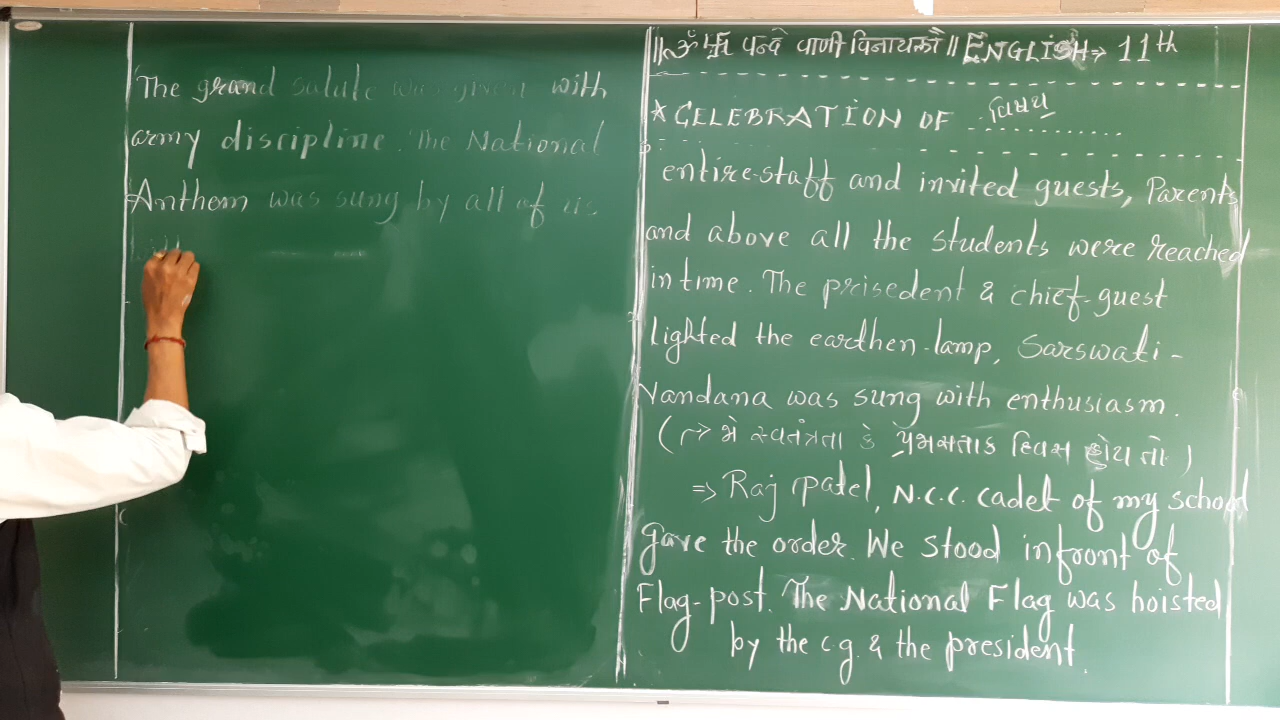 The grand salute was given with
army discipline. The National
Anthem was sung by all of us
॥ ॐ 卐 वन्दे वाणी विनायकौ ॥ ENGLISH → 11th
* CELEBRATION OF ..विषय..
entire-staff and invited guests, Parents
and above all the students were reached
in time. The prisedent & chief-guest
lighted the earthen-lamp, Sarswati-
Vandana was sung with enthusiasm.
⇒ Raj patel, N.C.C. cadet of my school
gave the order. We stood infront of
Flag-post. The National Flag was hoisted
by the c.g. & the president.